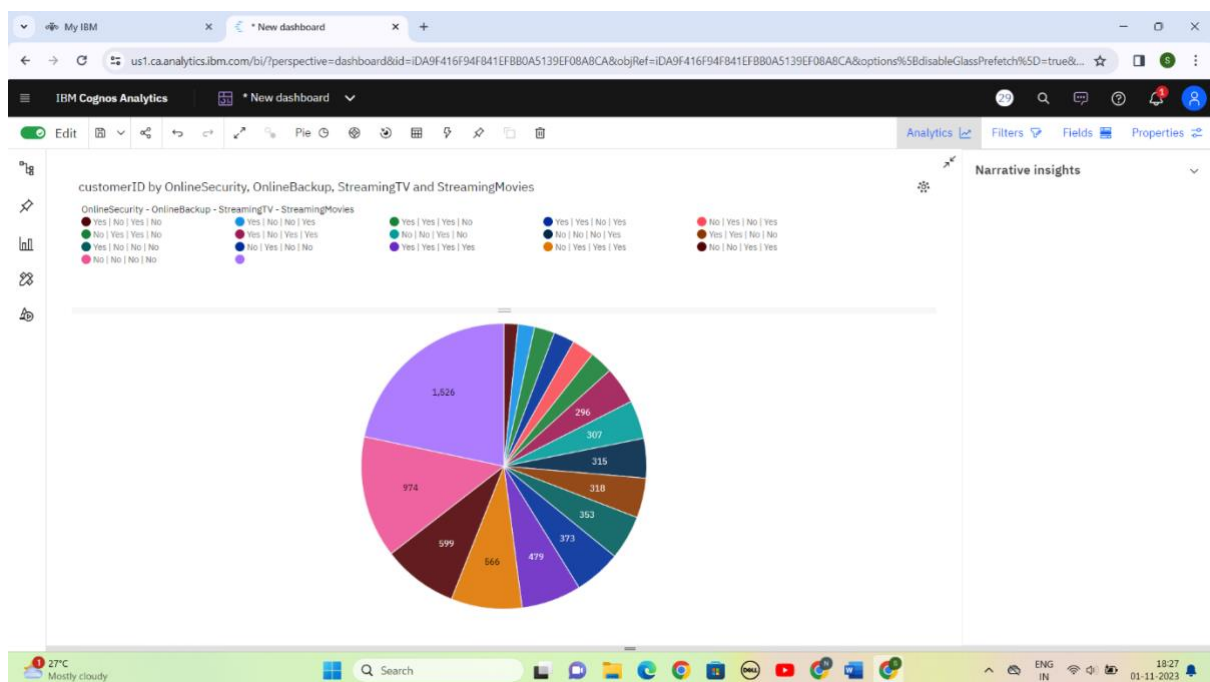 My IBM * New dashboard
us1.ca.analytics.ibm.com/bi/?perspective=dashboard&id=iDA9F416F94F841EFBB0A5139EF08A8CA&objRef=iDA9F416F94F841EFBB0A5139EF08A8CA&options%5BdisableGlassPrefetch%5D=true&... S
IBM Cognos Analytics * New dashboard 29 1
Edit Pie Analytics Filters Fields Properties
Narrative insights
customerID by OnlineSecurity, OnlineBackup, StreamingTV and StreamingMovies
OnlineSecurity - OnlineBackup - StreamingTV - StreamingMovies
Yes | No | Yes | No Yes | No | No | Yes Yes | Yes | Yes | No Yes | Yes | No | Yes No | Yes | No | Yes
No | Yes | Yes | No Yes | No | Yes | Yes No | No | Yes | No No | No | No | Yes Yes | Yes | No | No
Yes | No | No | No No | Yes | No | No Yes | Yes | Yes | Yes No | Yes | Yes | Yes No | No | Yes | Yes
No | No | No | No
1,526
296
307
315
974
318
353
373
599
479
566
1 27°C Search DELL ENG 18:27
Mostly cloudy IN 01-11-2023